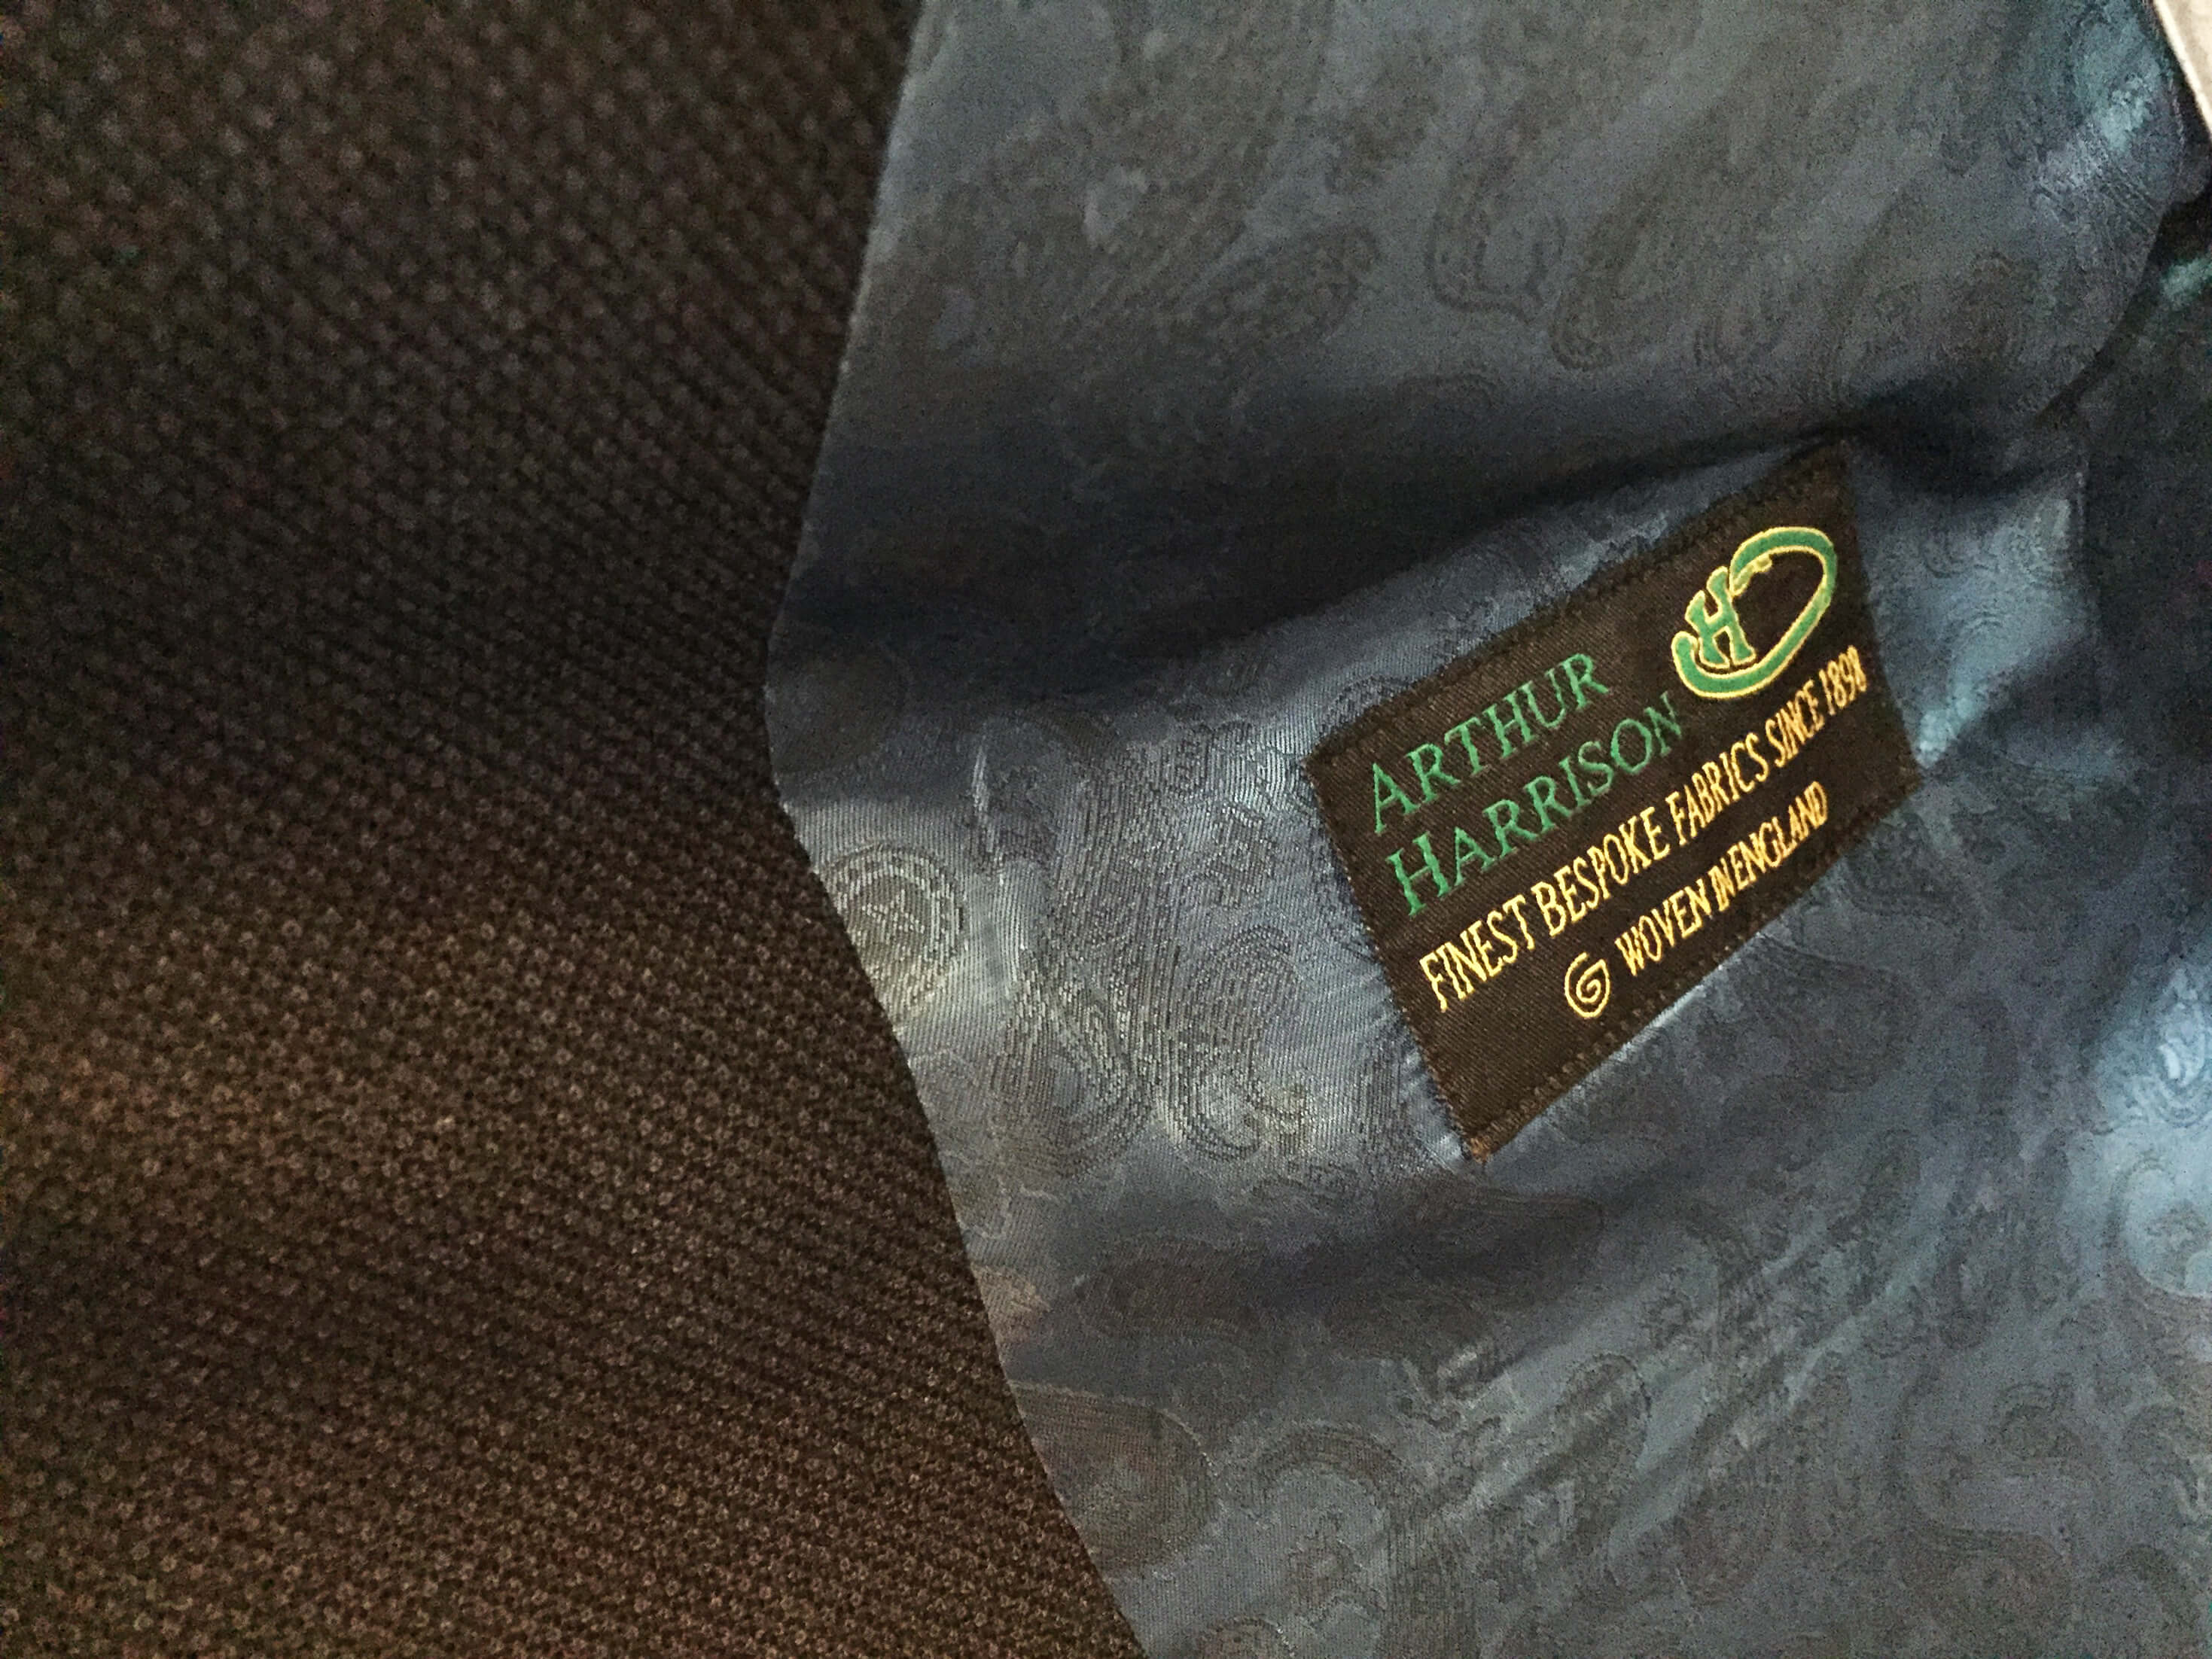 ARTHUR
HARRISON
H
FINEST BESPOKE FABRICS SINCE 1898
G WOVEN IN ENGLAND